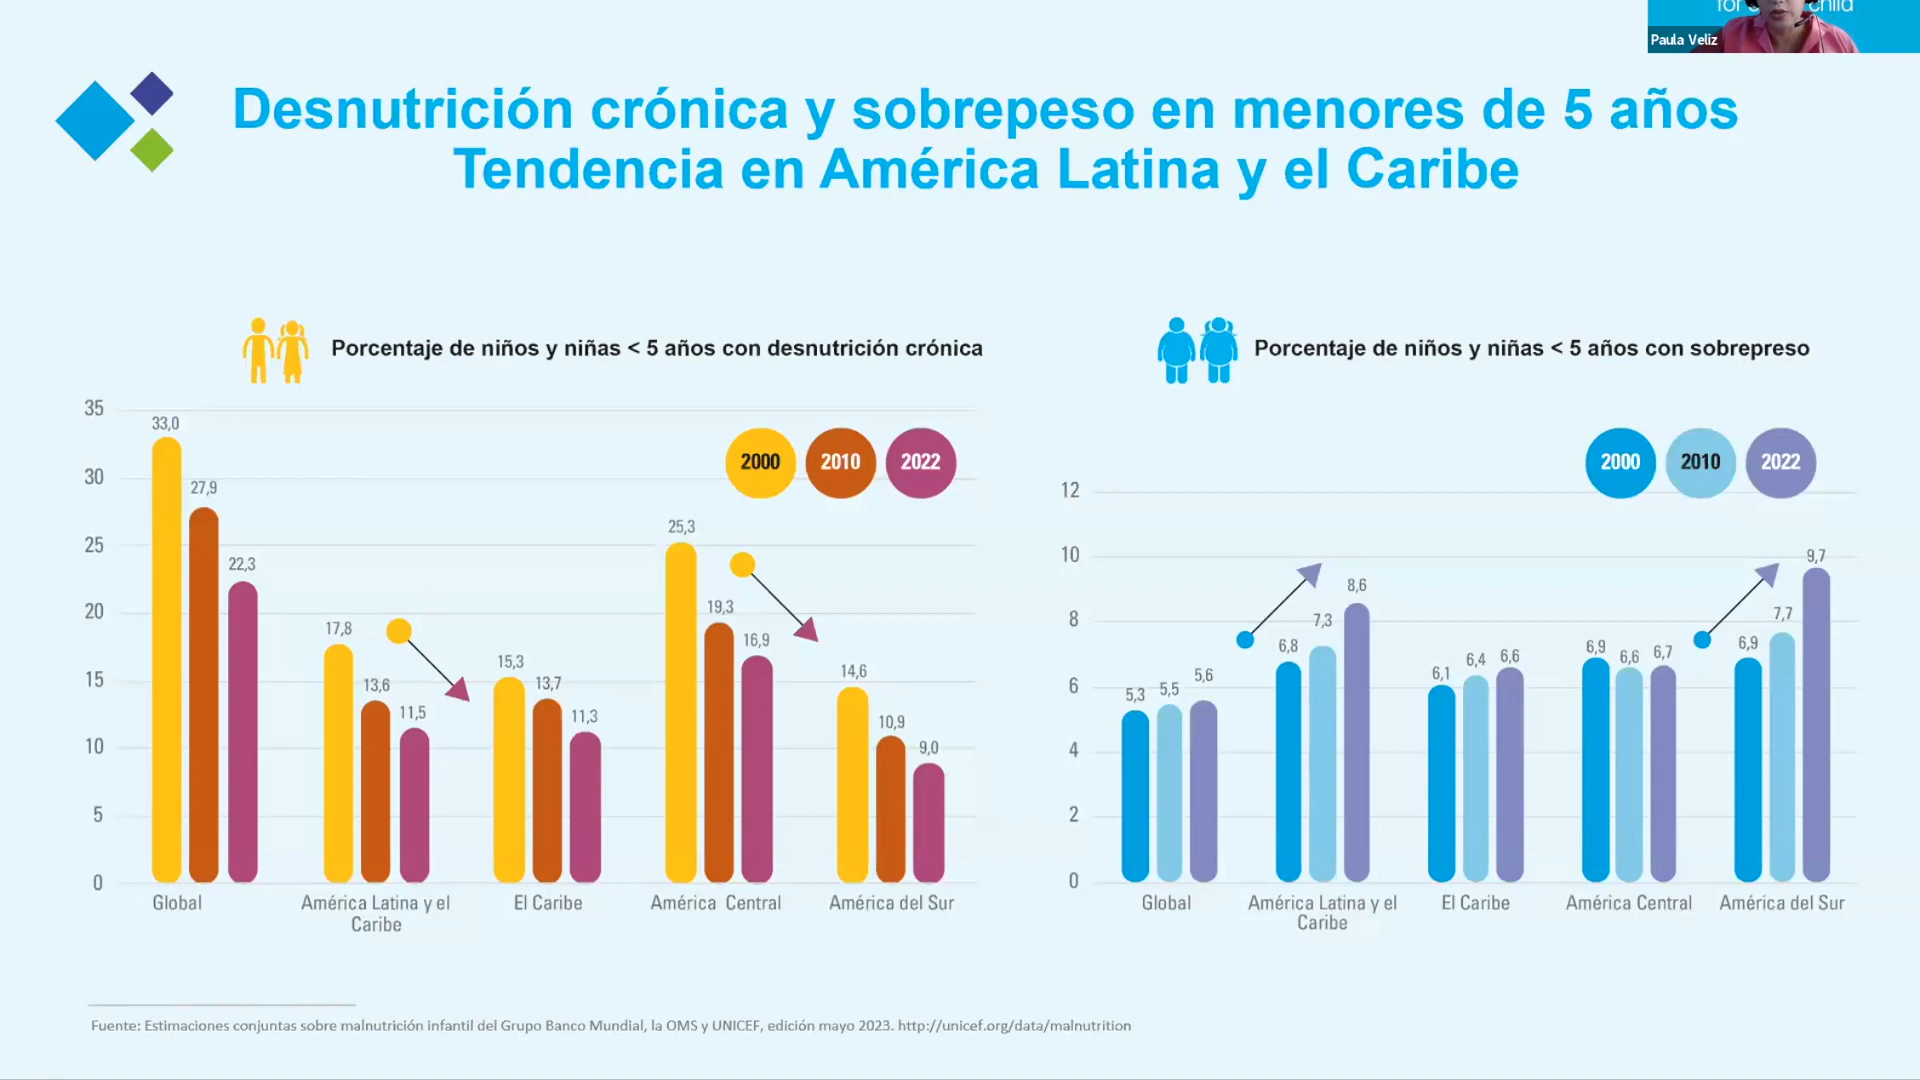 child
Paula Veliz
Desnutrición crónica y sobrepeso en menores de 5 años
Tendencia en América Latina y el Caribe
Porcentaje de niños y niñas < 5 años con desnutrición crónica
35
30
25
20
15
10
5
0
2000 2010 2022
33,0
27,9
22,3
17,8
13,6
11,5
15,3
13,7
11,3
25,3
19,3
16,9
14,6
10,9
9,0
Global
América Latina y el
Caribe
El Caribe
América Central
América del Sur
Porcentaje de niños y niñas < 5 años con sobrepreso
12
10
8
6
4
2
0
2000 2010 2022
5,3
5,5
5,6
6,8
7,3
8,6
6,1
6,4
6,6
6,9
6,6
6,7
6,9
7,7
9,7
Global
América Latina y el
Caribe
El Caribe
América Central
América del Sur
Fuente: Estimaciones conjuntas sobre malnutrición infantil del Grupo Banco Mundial, la OMS y UNICEF, edición mayo 2023. http://unicef.org/data/malnutrition